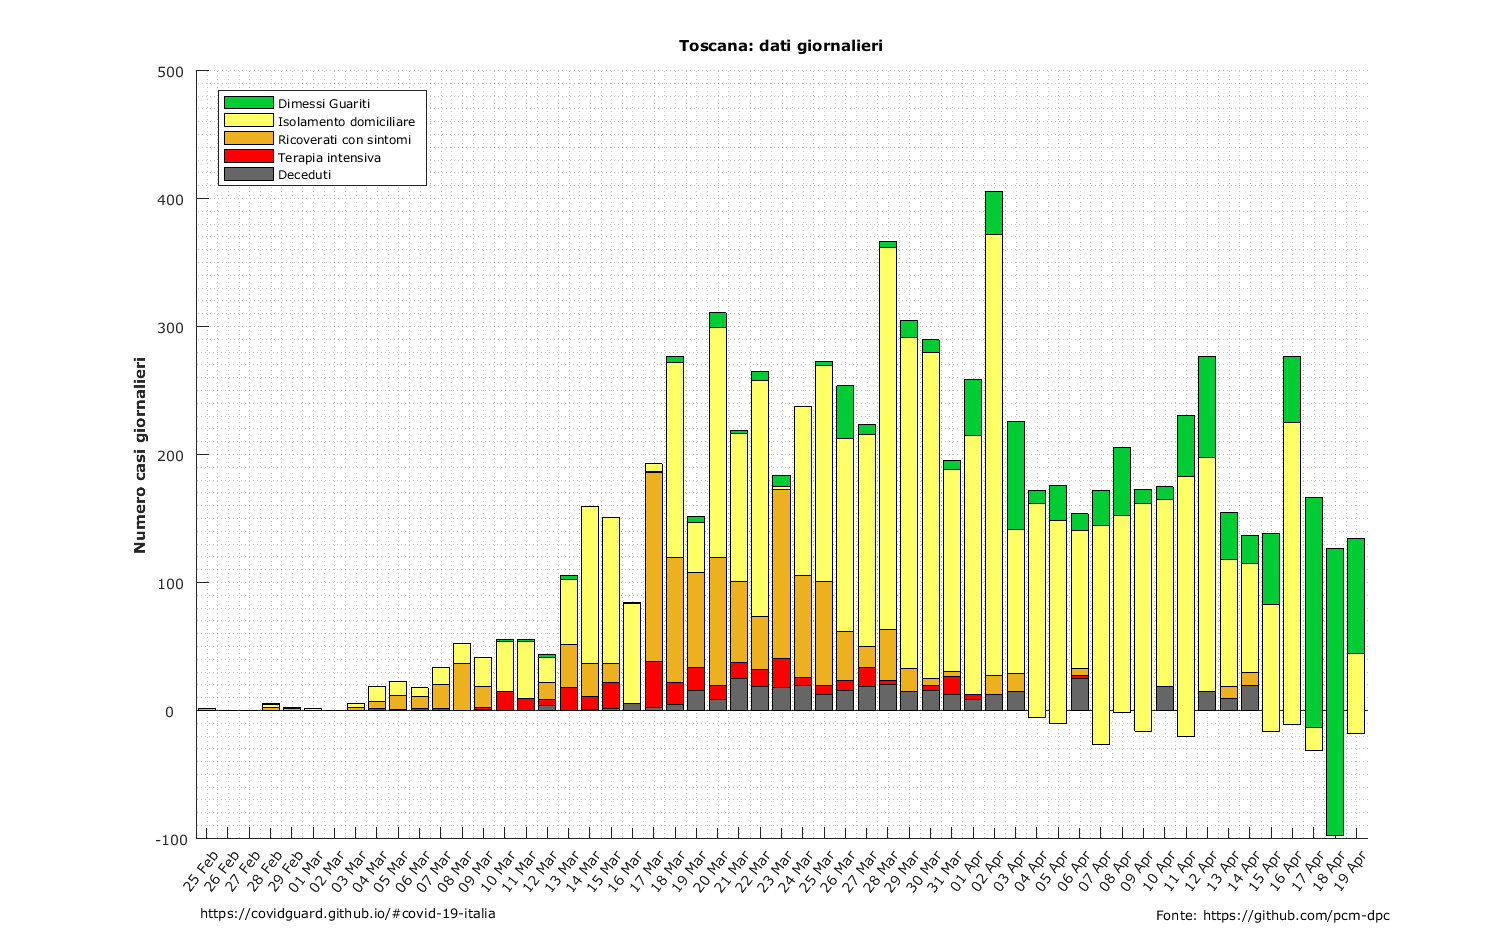 Toscana: dati giornalieri
500
400
300
200
100
0
-100
Numero casi giornalieri
Dimessi Guariti
Isolamento domiciliare
Ricoverati con sintomi
Terapia intensiva
Deceduti
25 Feb
26 Feb
27 Feb
28 Feb
29 Feb
01 Mar
02 Mar
03 Mar
04 Mar
05 Mar
06 Mar
07 Mar
08 Mar
09 Mar
10 Mar
11 Mar
12 Mar
13 Mar
14 Mar
15 Mar
16 Mar
17 Mar
18 Mar
19 Mar
20 Mar
21 Mar
22 Mar
23 Mar
24 Mar
25 Mar
26 Mar
27 Mar
28 Mar
29 Mar
30 Mar
31 Mar
01 Apr
02 Apr
03 Apr
04 Apr
05 Apr
06 Apr
07 Apr
08 Apr
09 Apr
10 Apr
11 Apr
12 Apr
13 Apr
14 Apr
15 Apr
16 Apr
17 Apr
18 Apr
19 Apr
https://covidguard.github.io/#covid-19-italia
Fonte: https://github.com/pcm-dpc